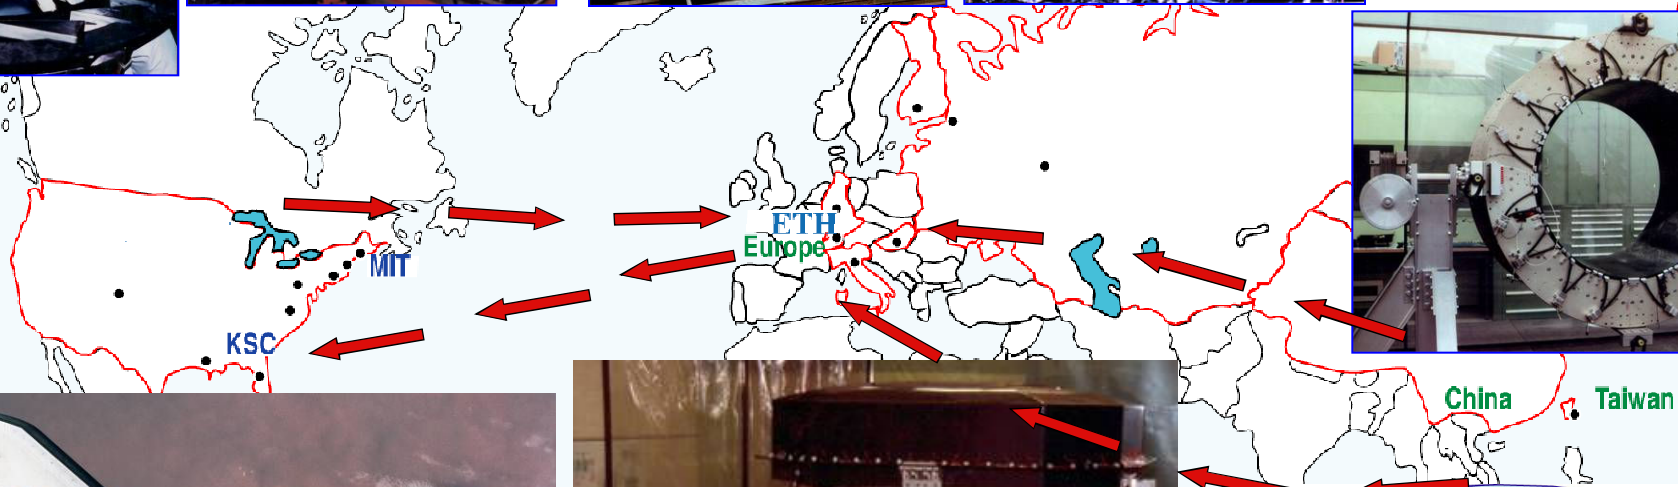 ETH
Europe
MIT
KSC
China
Taiwan